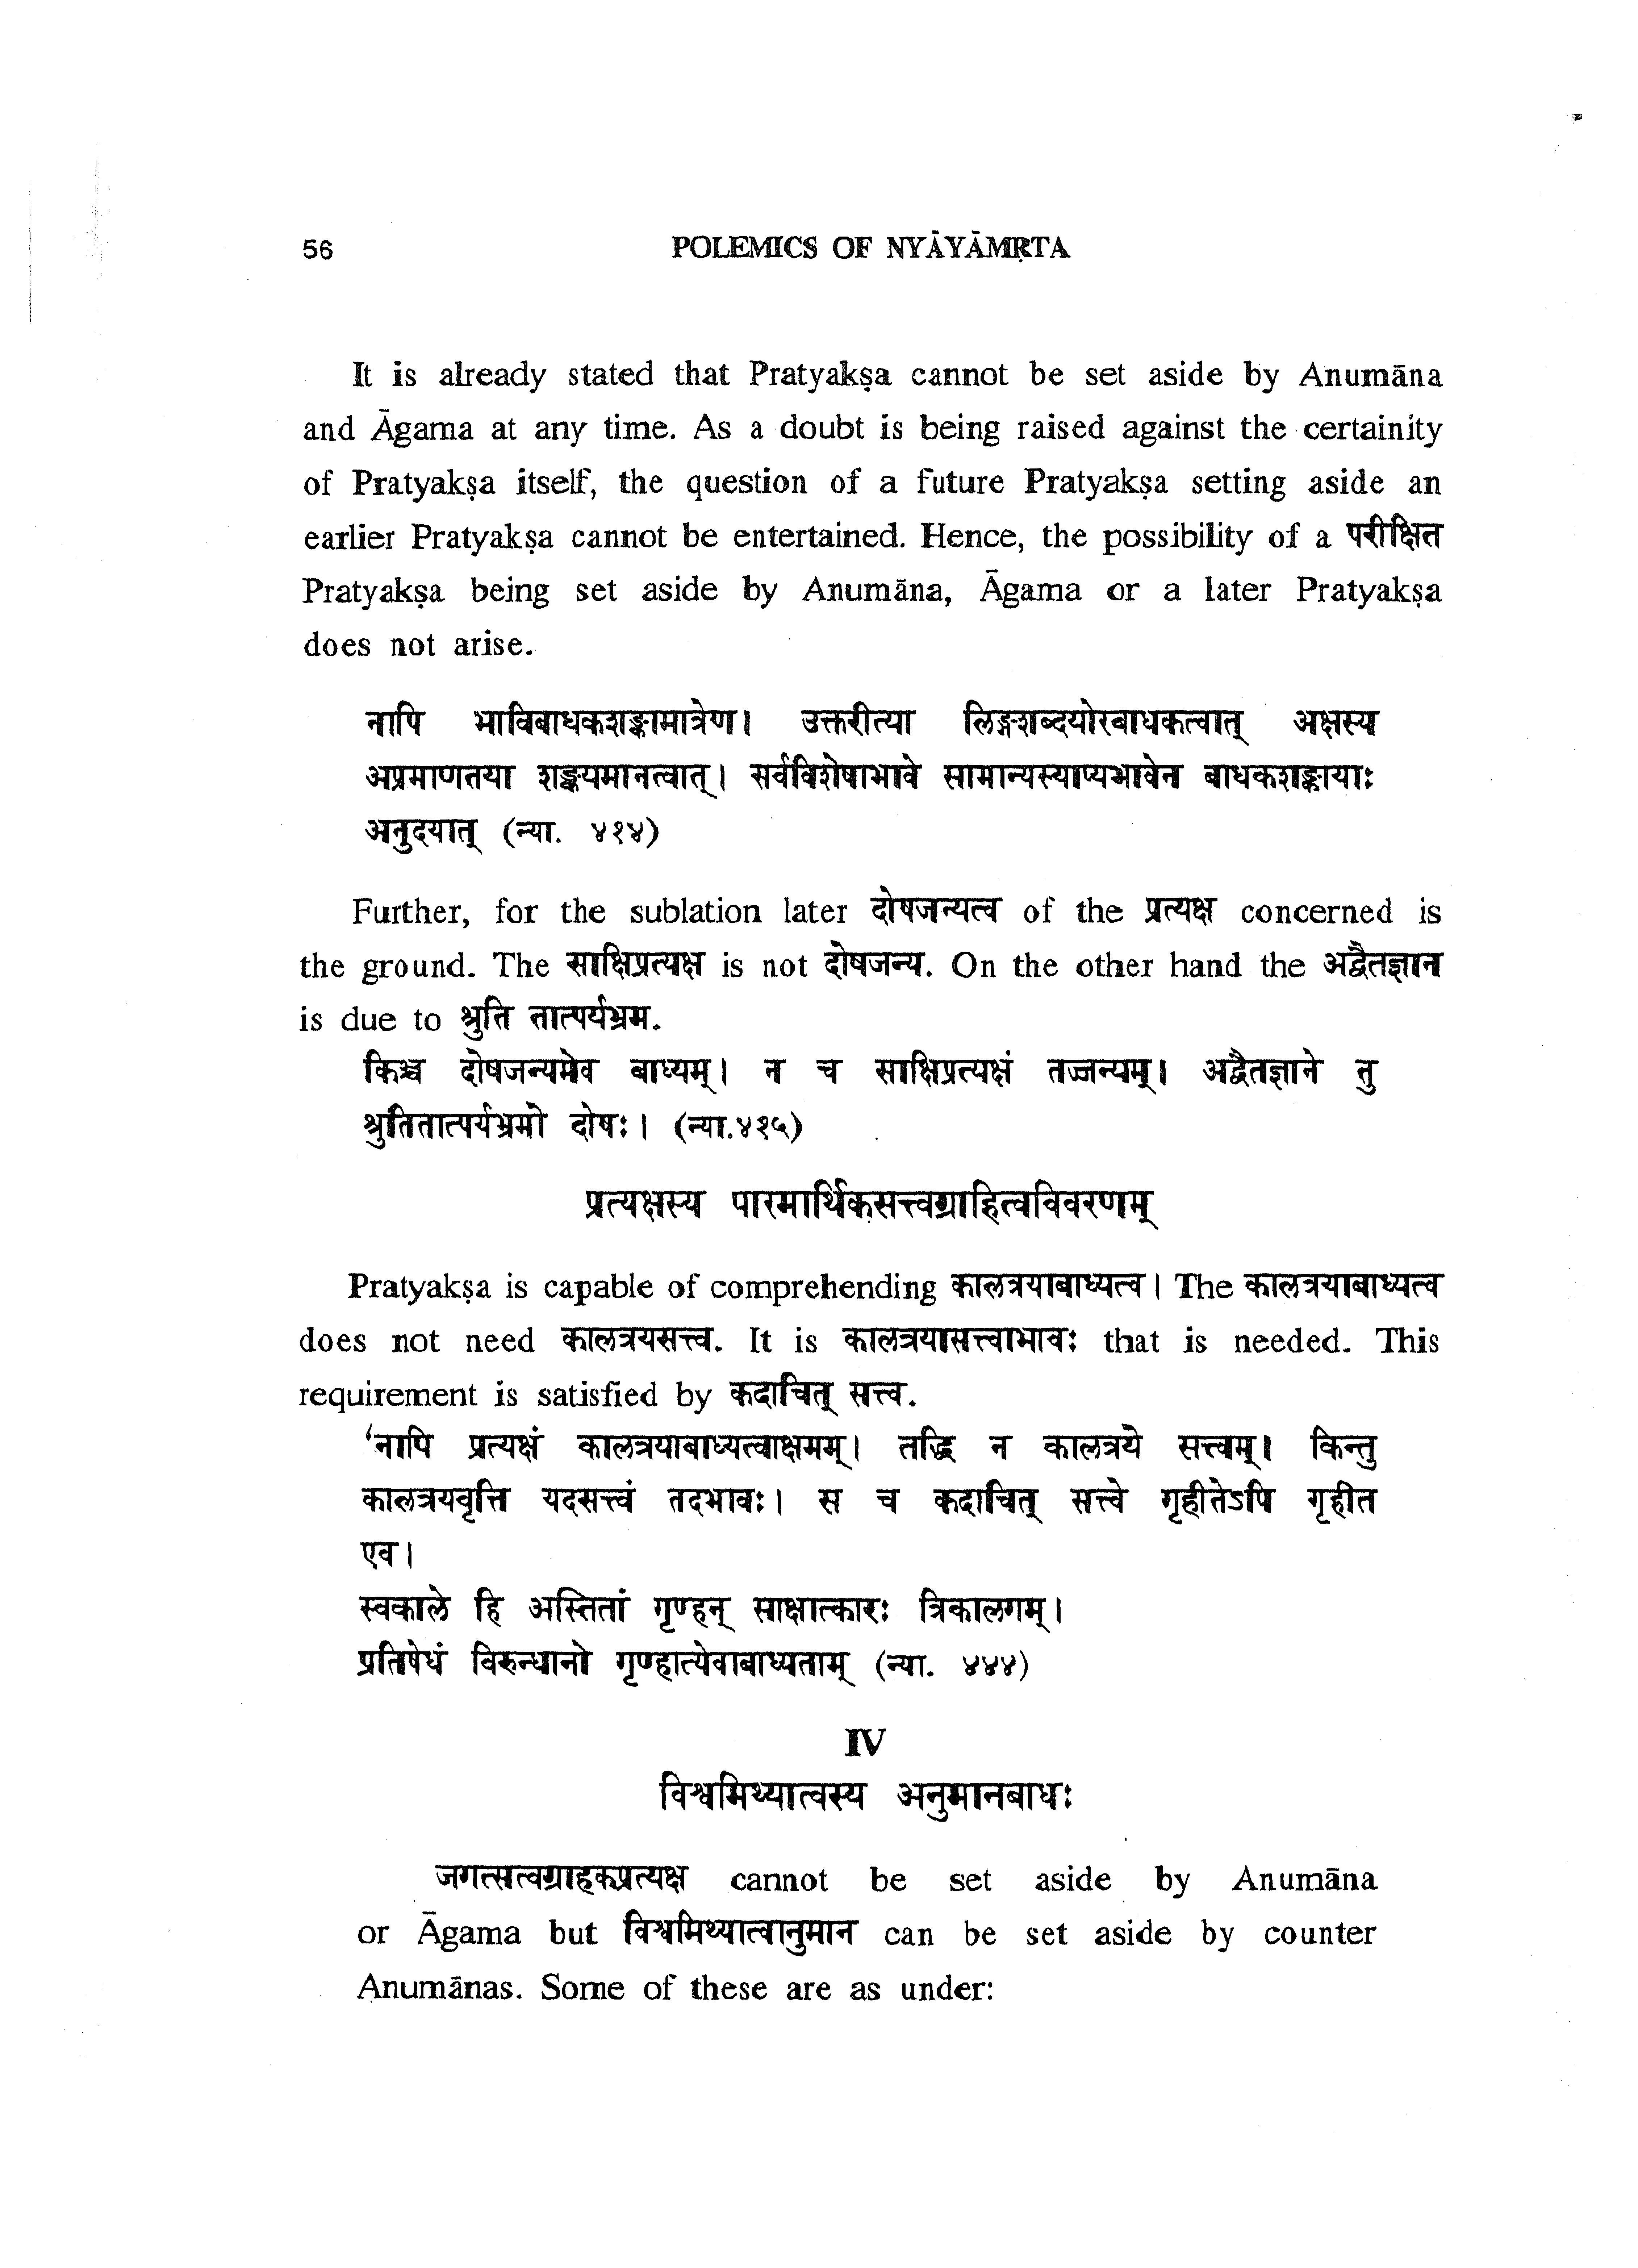 56
POLEMICS OF NYĀYĀMṚTA
It is already stated that Pratyakṣa cannot be set aside by Anumāna
and Āgama at any time. As a doubt is being raised against the certainity
of Pratyakṣa itself, the question of a future Pratyakṣa setting aside an
earlier Pratyakṣa cannot be entertained. Hence, the possibility of a परीक्षित
Pratyakṣa being set aside by Anumāna, Āgama or a later Pratyakṣa
does not arise.
नापि भाविबाधकशङ्कामात्रेण। उक्तरीत्या लिङ्गशब्दयोरबाधकत्वात् अक्षस्य
अप्रमाणतया शङ्कयमानत्वात्। सर्वविशेषाभावे सामान्यस्याप्यभावेन बाधकशङ्कायाः
अनुदयात् (न्या. ४१४)
Further, for the sublation later दोषजन्यत्व of the प्रत्यक्ष concerned is
the ground. The साक्षिप्रत्यक्ष is not दोषजन्य. On the other hand the अद्वैतज्ञान
is due to श्रुति तात्पर्यभ्रम.
किञ्च दोषजन्यमेव बाध्यम्। न च साक्षिप्रत्यक्षं तज्जन्यम्। अद्वैतज्ञाने तु
श्रुतितात्पर्यभ्रमो दोषः। (न्या.४१५)
प्रत्यक्षस्य पारमार्थिकसत्त्वग्राहित्वविवरणम्
Pratyakṣa is capable of comprehending कालत्रयाबाध्यत्व। The कालत्रयाबाध्यत्व
does not need कालत्रयसत्त्व. It is कालत्रयासत्त्वाभावः that is needed. This
requirement is satisfied by कदाचित् सत्त्व.
‘नापि प्रत्यक्षं कालत्रयाबाध्यत्वाक्षमम्। तद्धि न कालत्रये सत्त्वम्। किन्तु
कालत्रयवृत्ति यदसत्त्वं तदभावः। स च कदाचित् सत्त्वे गृहीतेऽपि गृहीत
एव।
स्वकाले हि अस्तितां गृण्हन् साक्षात्कारः त्रिकालगम्।
प्रतिषेधं विरुन्धानो गृण्हात्येवाबाध्यताम् (न्या. ४४४)
IV
विश्वमिथ्यात्वस्य अनुमानबाधः
जगत्सत्वग्राहकप्रत्यक्ष cannot be set aside by Anumāna
or Āgama but विश्वमिथ्यात्वानुमान can be set aside by counter
Anumānas. Some of these are as under: